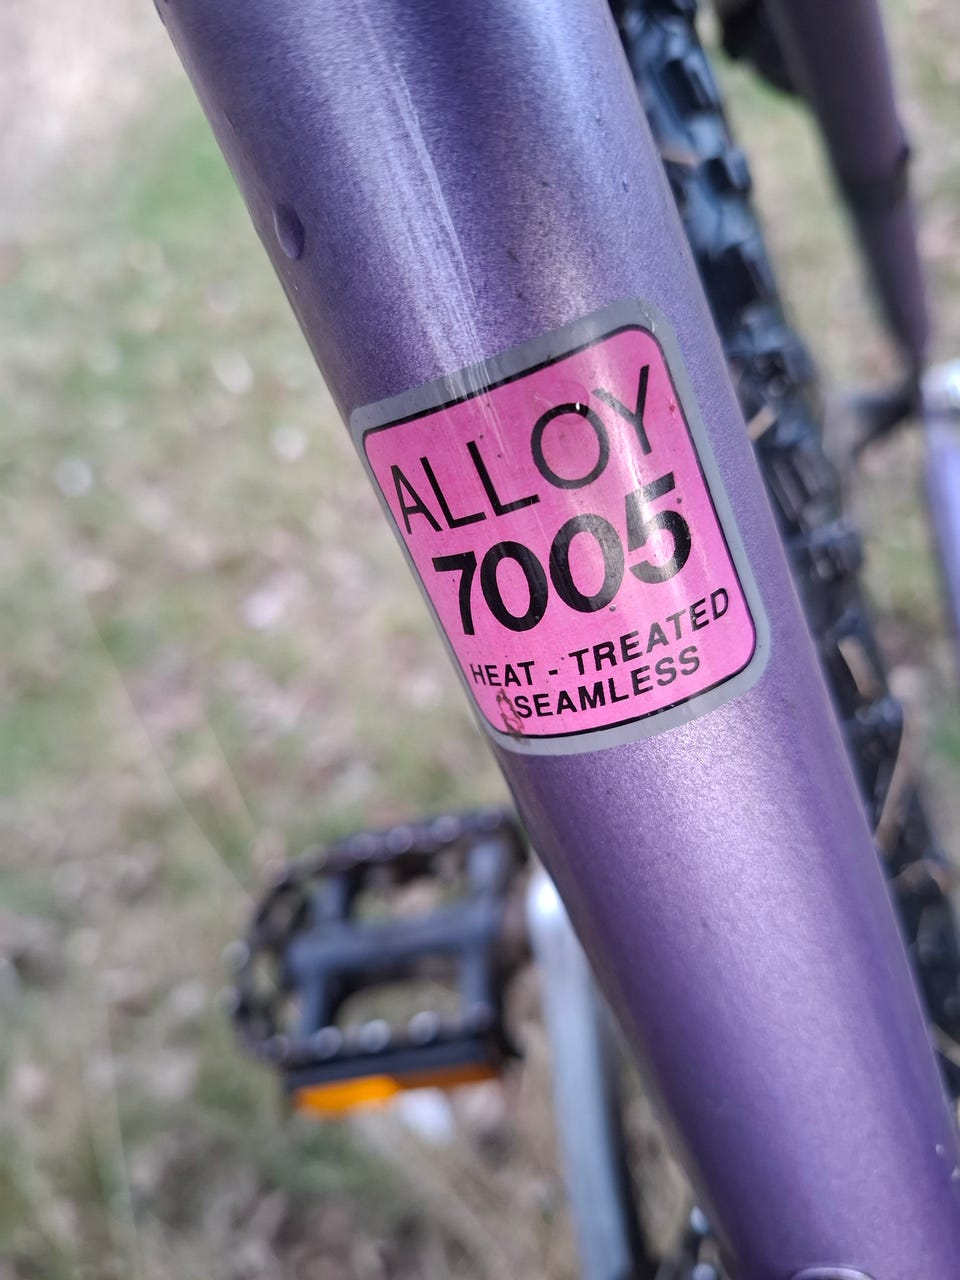 ALLOY
7005
HEAT - TREATED
SEAMLESS